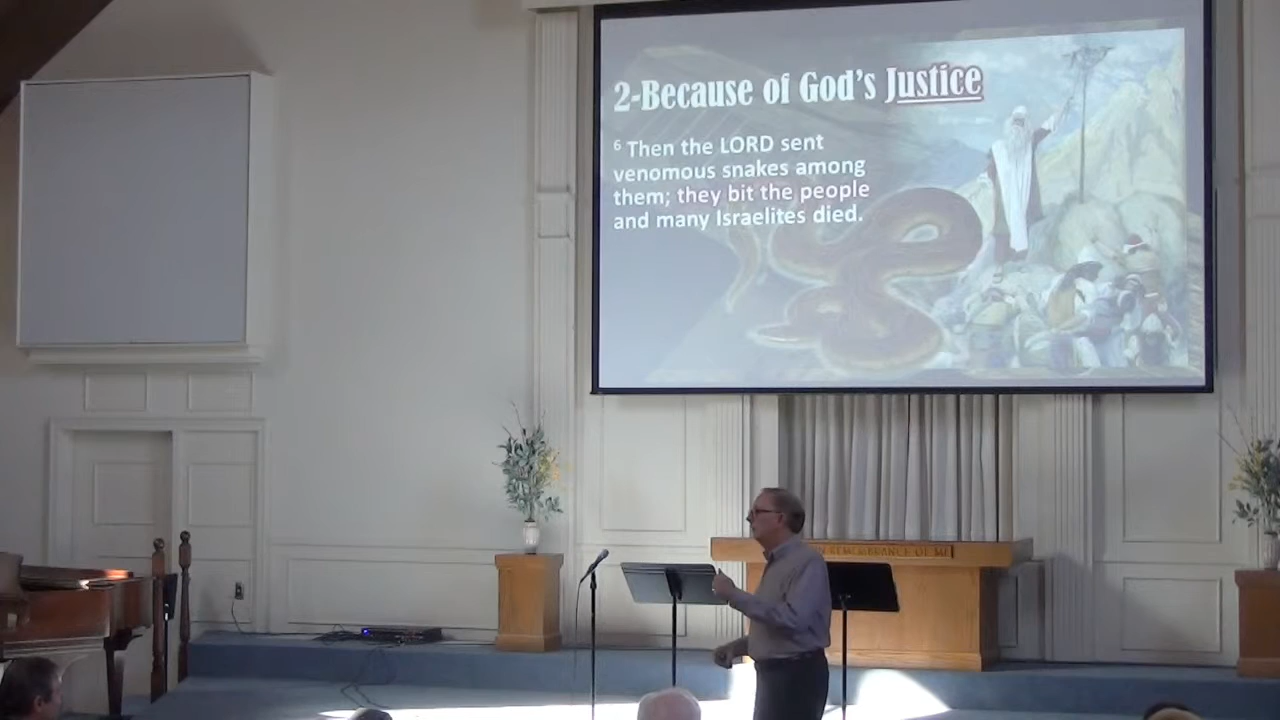 2-Because of God's Justice
6 Then the LORD sent
venomous snakes among
them; they bit the people
and many Israelites died.
IN REMEMBRANCE OF ME